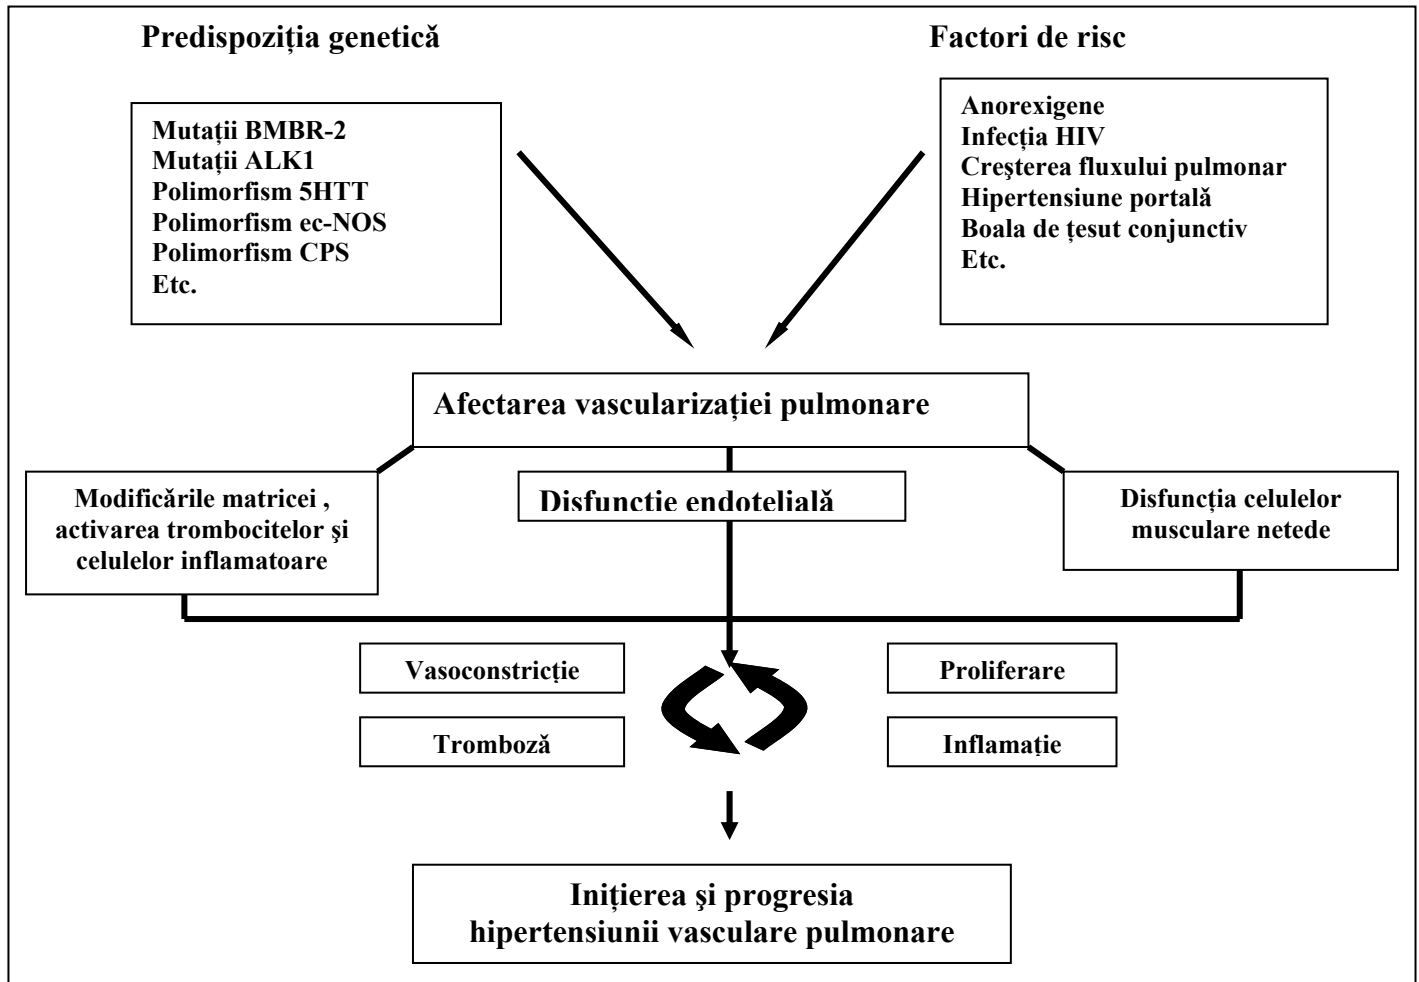 Predispoziția genetică
Factori de risc
Mutații BMBR-2
Mutații ALK1
Polimorfism 5HTT
Polimorfism ec-NOS
Polimorfism CPS
Etc.
Anorexigene
Infecția HIV
Creşterea fluxului pulmonar
Hipertensiune portală
Boala de țesut conjunctiv
Etc.
Afectarea vascularizației pulmonare
Modificările matricei ,
activarea trombocitelor şi
celulelor inflamatoare
Disfuncție endotelială
Disfuncția celulelor
musculare netede
Vasoconstricție
Proliferare
Tromboză
Inflamație
Inițierea şi progresia
hipertensiunii vasculare pulmonare